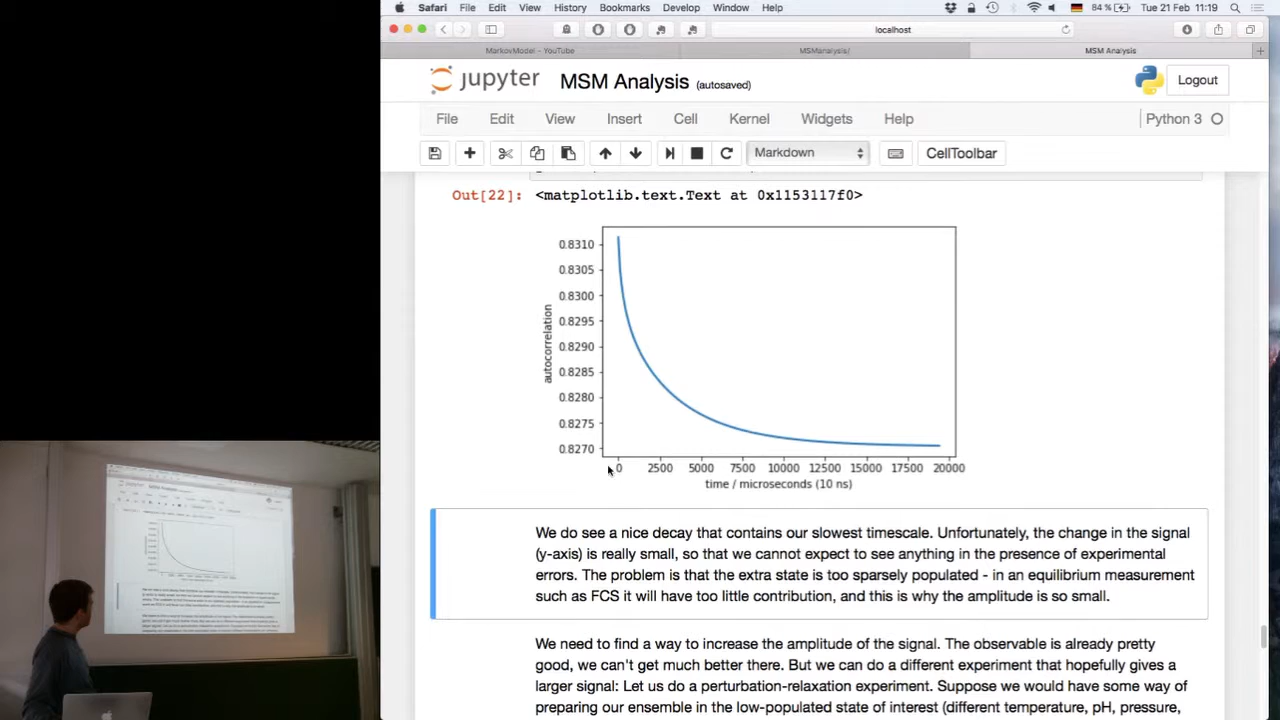 Safari File Edit View History Bookmarks Develop Window Help 84 % Tue 21 Feb 11:19
localhost
MarkovModel - YouTube MSManalysis/ MSM Analysis
jupyter MSM Analysis (autosaved) Logout
File Edit View Insert Cell Kernel Widgets Help Python 3
Markdown CellToolbar
Out[22]: <matplotlib.text.Text at 0x1153117f0>
0.8310
0.8305
0.8300
0.8295
0.8290
0.8285
0.8280
0.8275
0.8270
autocorrelation
0 2500 5000 7500 10000 12500 15000 17500 20000
time / microseconds (10 ns)
We do see a nice decay that contains our slowest timescale. Unfortunately, the change in the signal
(y-axis) is really small, so that we cannot expect to see anything in the presence of experimental
errors. The problem is that the extra state is too sparsely populated - in an equilibrium measurement
such as FCS it will have too little contribution, and this is why the amplitude is so small.
We need to find a way to increase the amplitude of the signal. The observable is already pretty
good, we can't get much better there. But we can do a different experiment that hopefully gives a
larger signal: Let us do a perturbation-relaxation experiment. Suppose we would have some way of
preparing our ensemble in the low-populated state of interest (different temperature, pH, pressure,